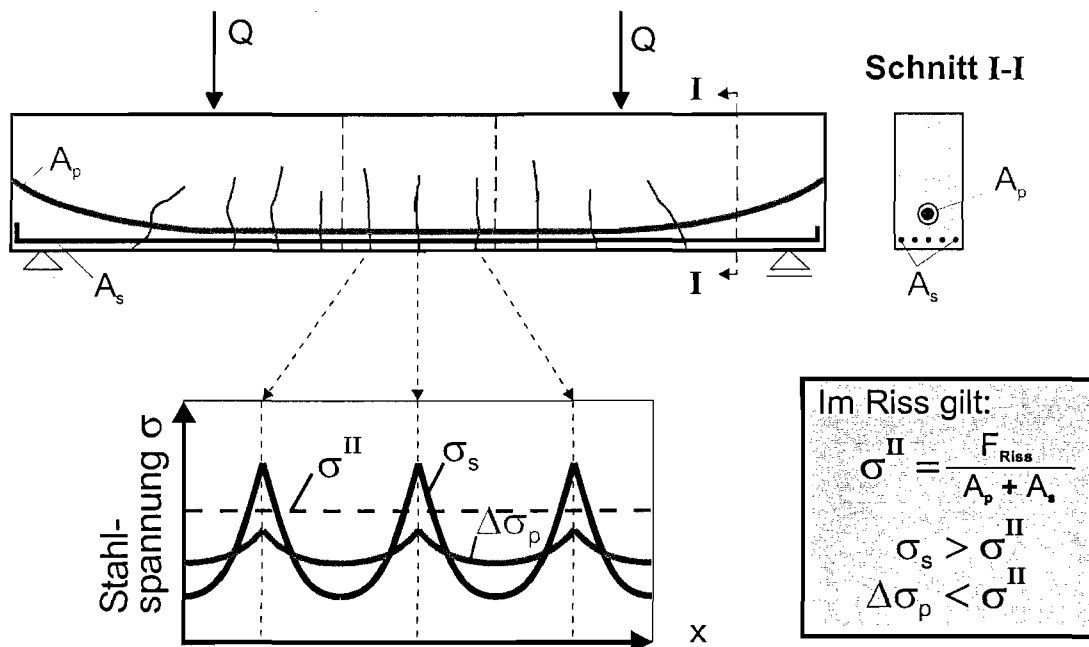 Q
Q
I
Schnitt I-I
A_p
A_p
A_s
I
A_s
Stahl-
spannung σ
σ^II
σ_s
Δσ_p
x
Im Riss gilt:
σ^II = F_Riss / (A_p + A_s)
σ_s > σ^II
Δσ_p < σ^II